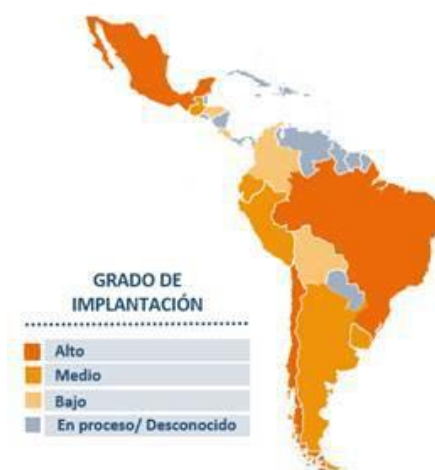 GRADO DE
IMPLANTACIÓN
Alto
Medio
Bajo
En proceso/ Desconocido